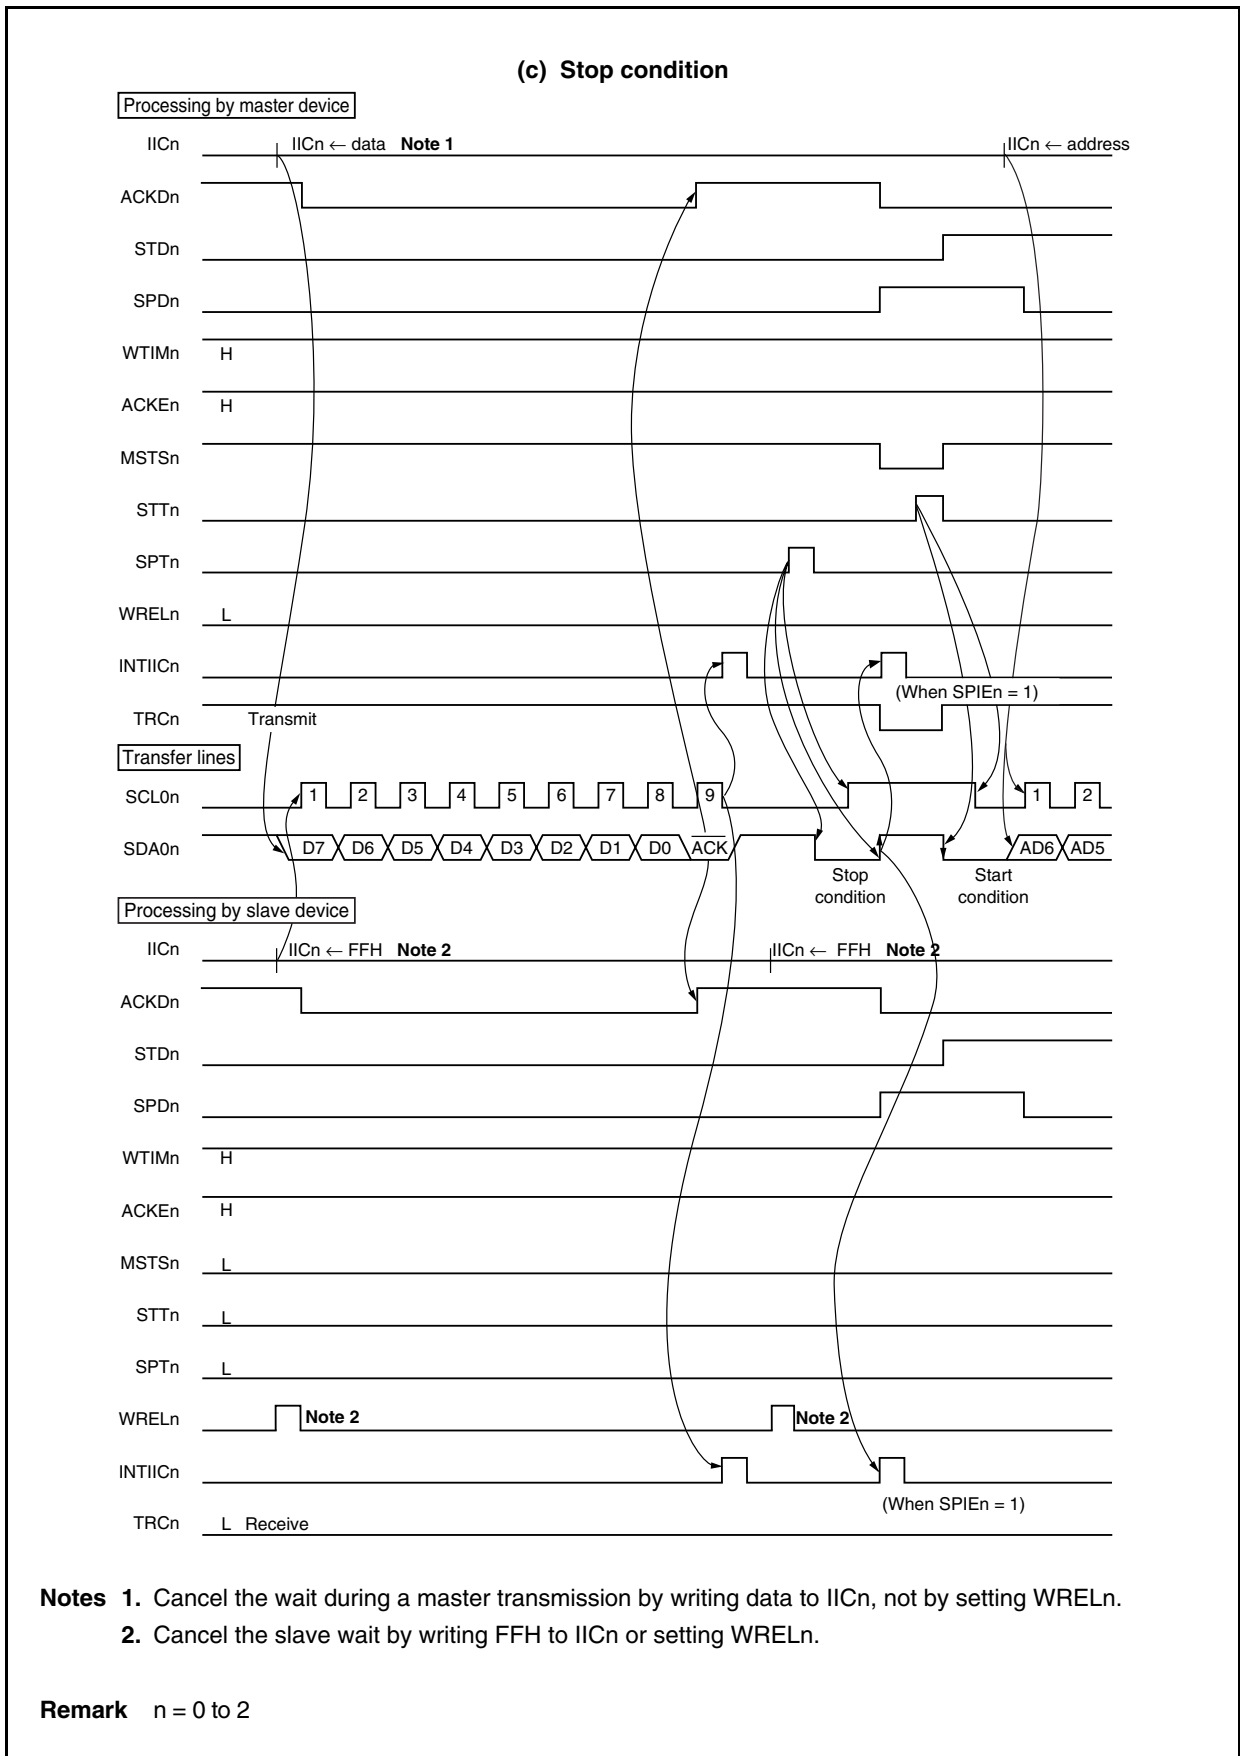 (c) Stop condition
Processing by master device
IICn IICn ← data Note 1 IICn ← address
ACKDn
STDn
SPDn
WTIMn H
ACKEn H
MSTSn
STTn
SPTn
WRELn L
INTIICn
(When SPIEn = 1)
TRCn Transmit
Transfer lines
SCL0n 1 2 3 4 5 6 7 8 9 1 2
SDA0n D7 D6 D5 D4 D3 D2 D1 D0 ACK AD6 AD5
Stop condition Start condition
Processing by slave device
IICn IICn ← FFH Note 2 IICn ← FFH Note 2
ACKDn
STDn
SPDn
WTIMn H
ACKEn H
MSTSn L
STTn L
SPTn L
WRELn Note 2 Note 2
INTIICn
(When SPIEn = 1)
TRCn L Receive
Notes 1. Cancel the wait during a master transmission by writing data to IICn, not by setting WRELn.
2. Cancel the slave wait by writing FFH to IICn or setting WRELn.
Remark n = 0 to 2